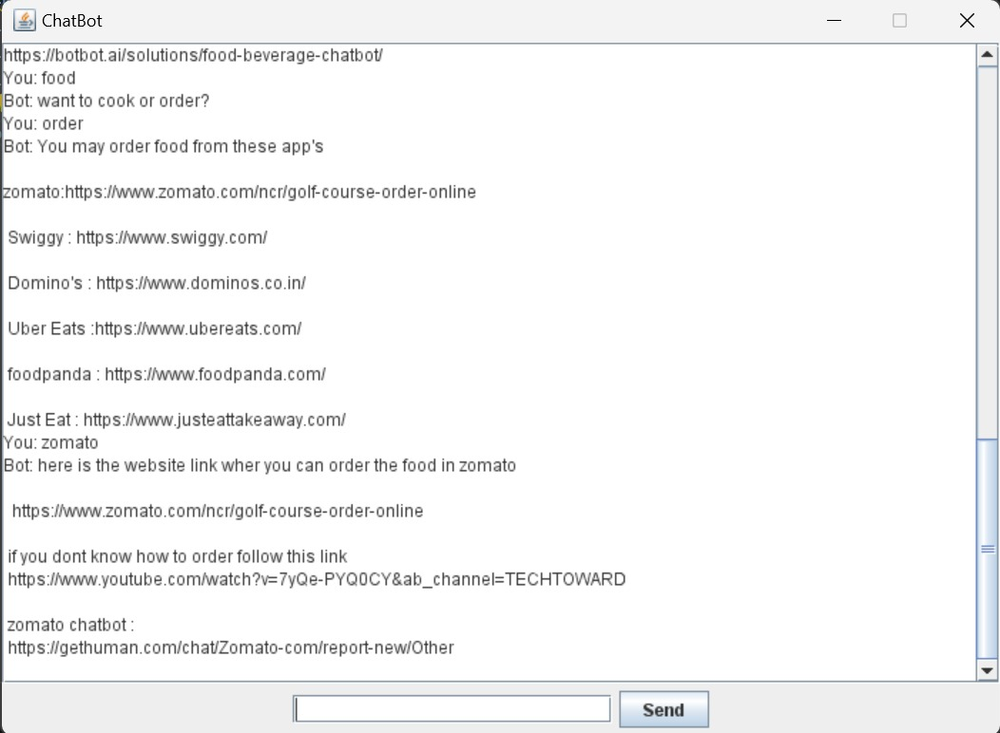 ChatBot
https://botbot.ai/solutions/food-beverage-chatbot/
You: food
Bot: want to cook or order?
You: order
Bot: You may order food from these app's
zomato:https://www.zomato.com/ncr/golf-course-order-online
Swiggy : https://www.swiggy.com/
Domino's : https://www.dominos.co.in/
Uber Eats :https://www.ubereats.com/
foodpanda : https://www.foodpanda.com/
Just Eat : https://www.justeattakeaway.com/
You: zomato
Bot: here is the website link wher you can order the food in zomato
https://www.zomato.com/ncr/golf-course-order-online
if you dont know how to order follow this link
https://www.youtube.com/watch?v=7yQe-PYQ0CY&ab_channel=TECHTOWARD
zomato chatbot :
https://gethuman.com/chat/Zomato-com/report-new/Other
Send